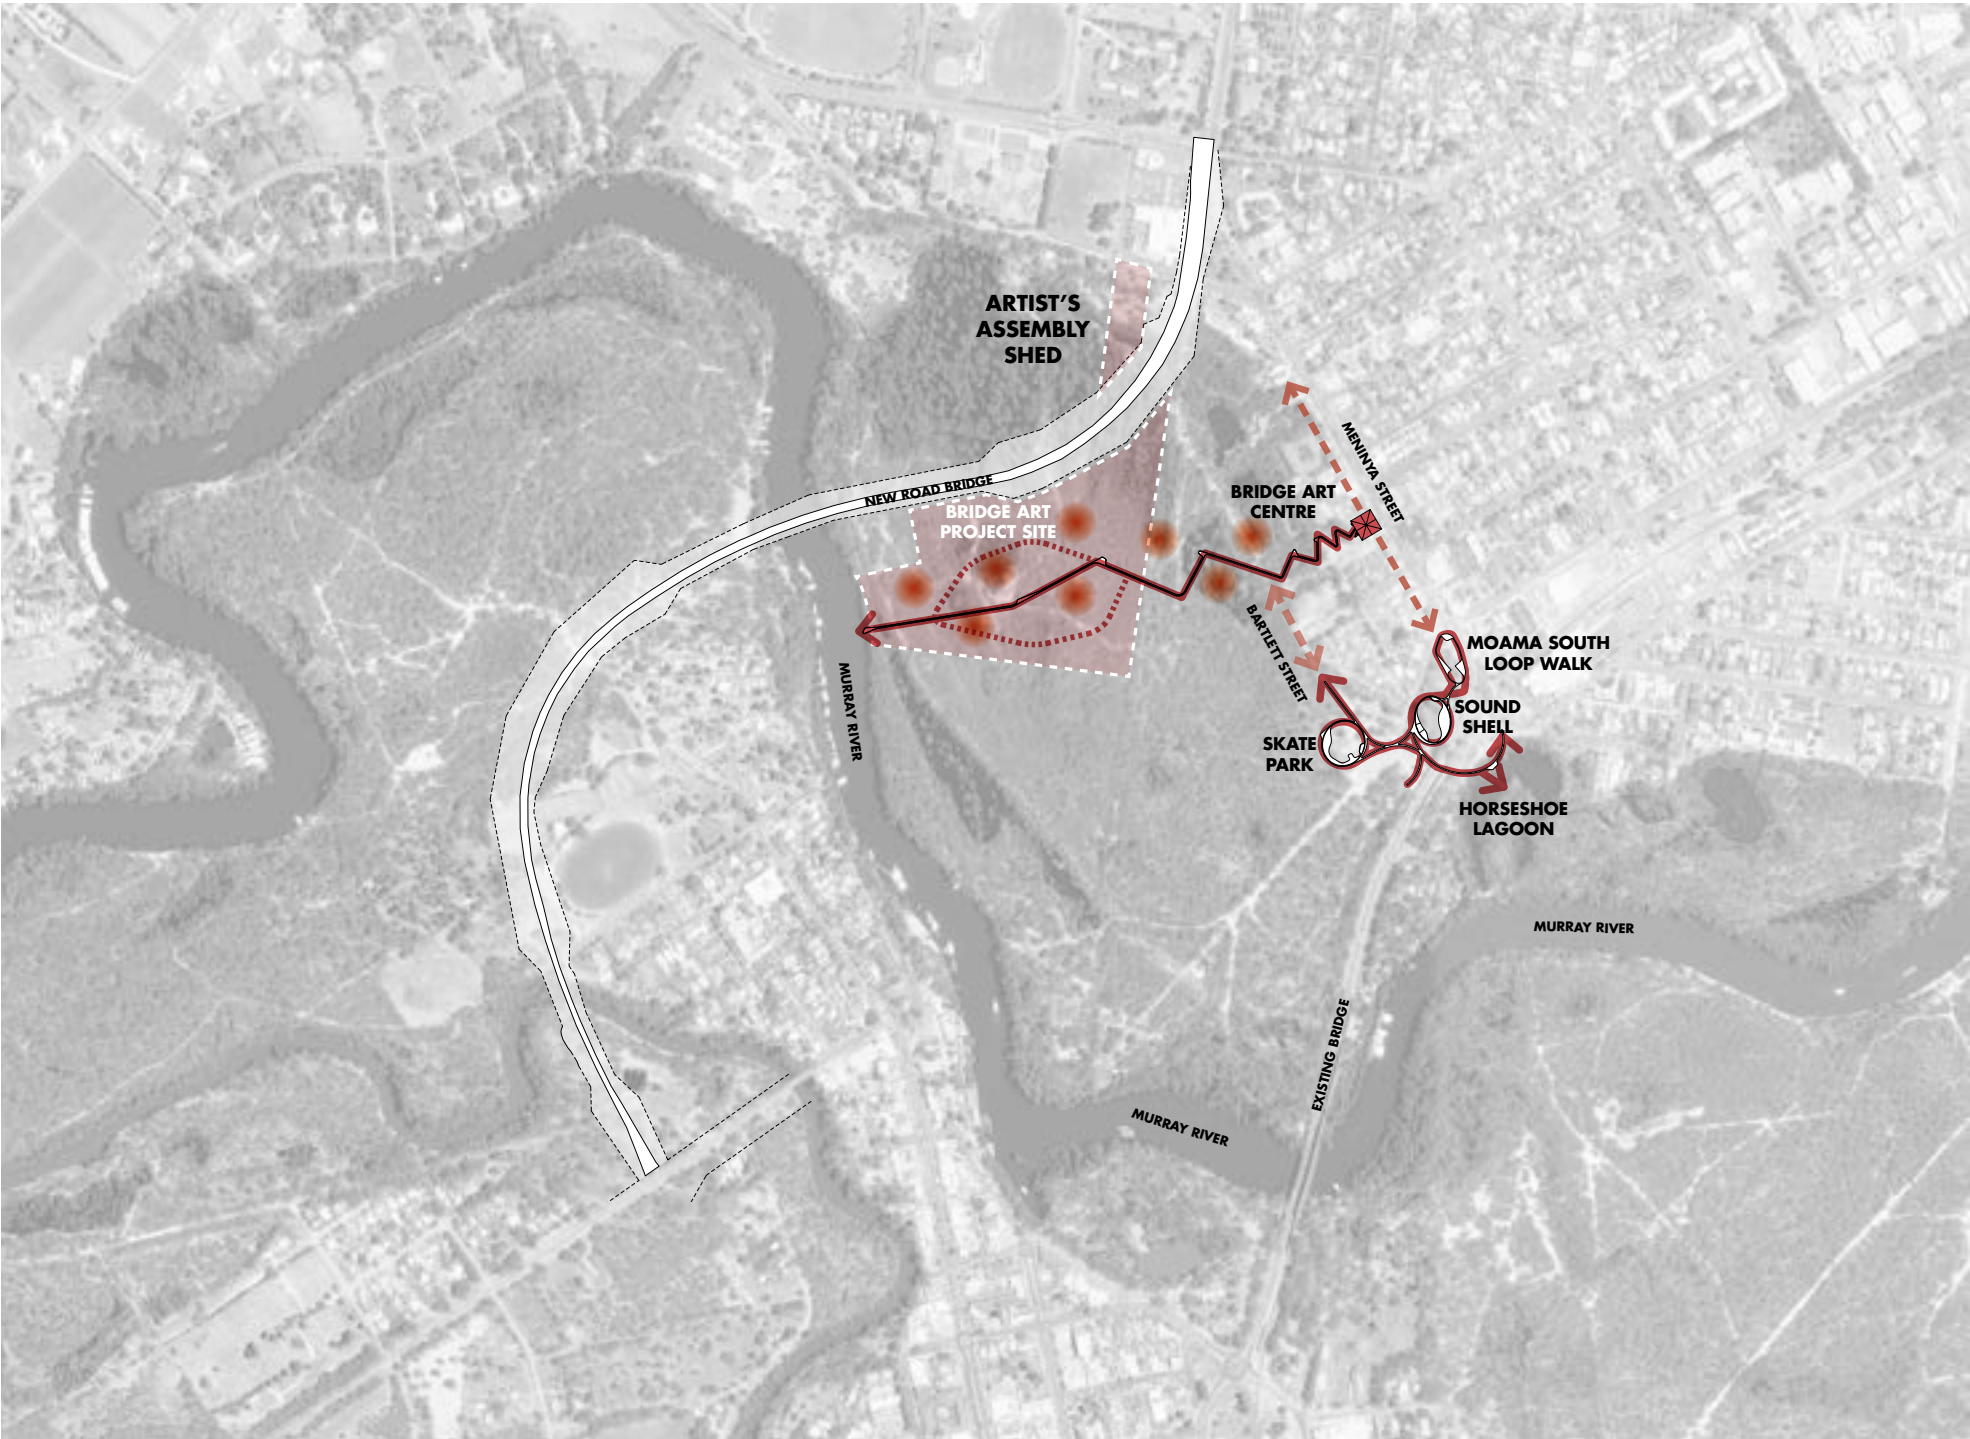 ARTIST'S
ASSEMBLY
SHED
MENINYA STREET
NEW ROAD BRIDGE
BRIDGE ART
CENTRE
BRIDGE ART
PROJECT SITE
BARTLETT STREET
MOAMA SOUTH
LOOP WALK
MURRAY RIVER
SOUND
SHELL
SKATE
PARK
HORSESHOE
LAGOON
MURRAY RIVER
EXISTING BRIDGE
MURRAY RIVER